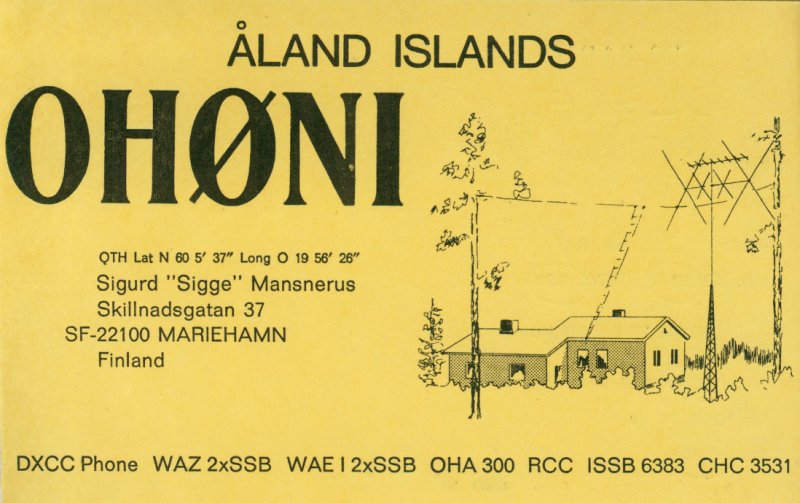 ÅLAND ISLANDS
OHØNI
QTH Lat N 60 5' 37" Long O 19 56' 26"
Sigurd "Sigge" Mansnerus
Skillnadsgatan 37
SF-22100 MARIEHAMN
Finland
DXCC Phone WAZ 2xSSB WAE I 2xSSB OHA 300 RCC ISSB 6383 CHC 3531